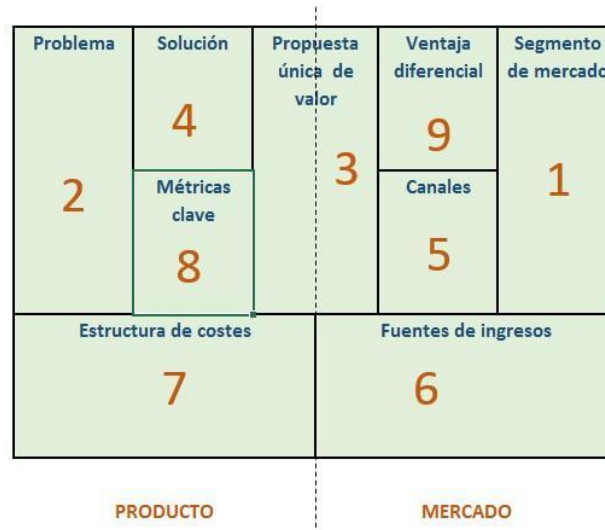 Problema
2
Solución
4
Métricas
clave
8
Propuesta
única de
valor
3
Ventaja
diferencial
9
Canales
5
Segmento
de mercado
1
Estructura de costes
7
Fuentes de ingresos
6
PRODUCTO
MERCADO